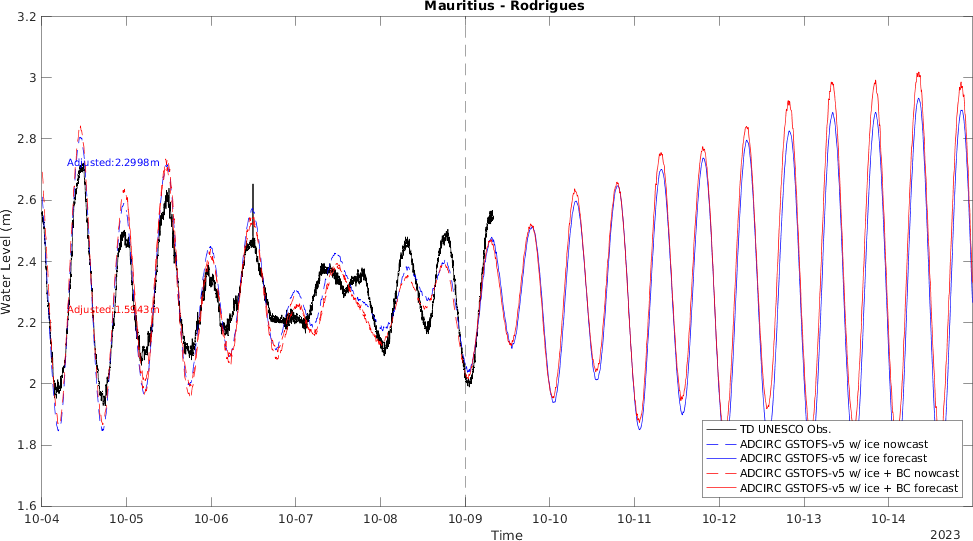 Mauritius - Rodrigues
Water Level (m)
3.2
3
2.8
2.6
2.4
2.2
2
1.8
1.6
Adjusted:2.2998m
Adjusted:1.5943m
TD UNESCO Obs.
ADCIRC GSTOFS-v5 w/ ice nowcast
ADCIRC GSTOFS-v5 w/ ice forecast
ADCIRC GSTOFS-v5 w/ ice + BC nowcast
ADCIRC GSTOFS-v5 w/ ice + BC forecast
10-04 10-05 10-06 10-07 10-08 10-09 10-10 10-11 10-12 10-13 10-14
Time
2023